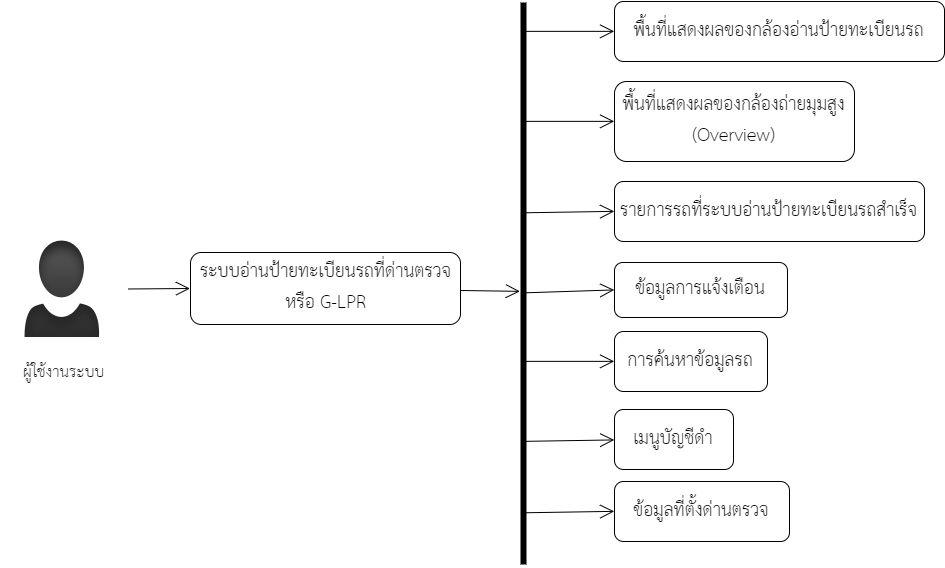 พื้นที่แสดงผลของกล้องอ่านป้ายทะเบียนรถ
พื้นที่แสดงผลของกล้องถ่ายมุมสูง
(Overview)
รายการรถที่ระบบอ่านป้ายทะเบียนรถสำเร็จ
ระบบอ่านป้ายทะเบียนรถที่ด่านตรวจ
หรือ G-LPR
ข้อมูลการแจ้งเตือน
การค้นหาข้อมูลรถ
ผู้ใช้งานระบบ
เมนูบัญชีดำ
ข้อมูลที่ตั้งด่านตรวจ